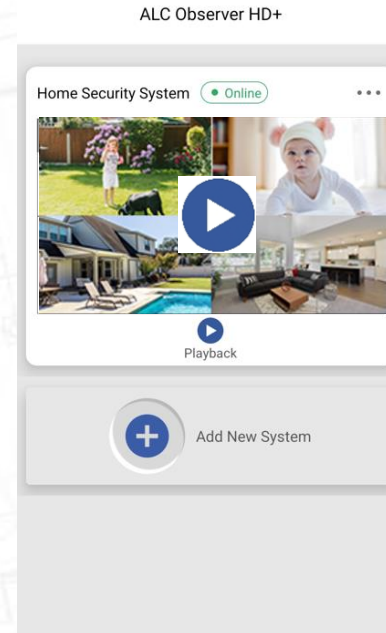 ALC Observer HD+
Home Security System
Online
Playback
Add New System